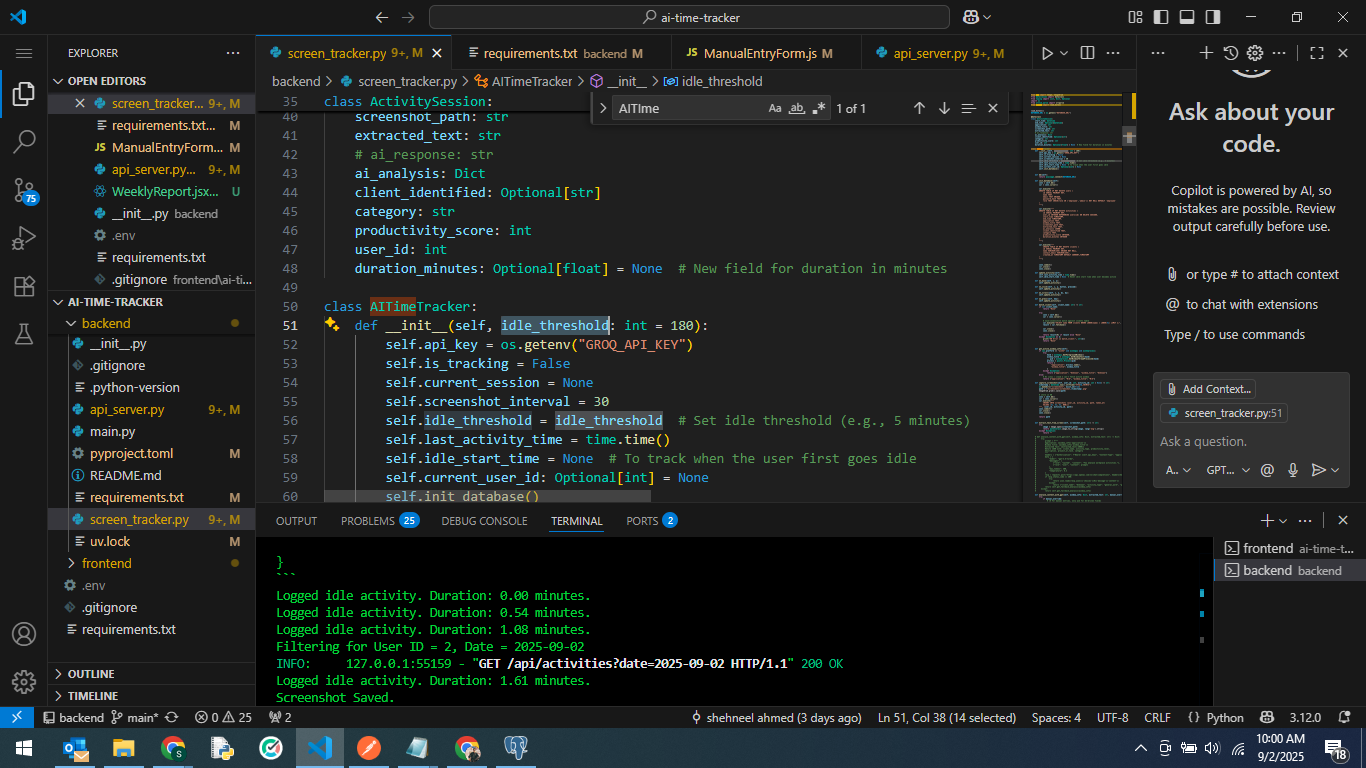 ai-time-tracker
EXPLORER
OPEN EDITORS
screen_tracker... 9+, M
requirements.txt... M
ManualEntryForm,... M
api_server.py... 9+, M
WeeklyReport.jsx... U
__init__.py backend
.env
requirements.txt
.gitignore frontend\ai-ti...
AI-TIME-TRACKER
backend
__init__.py
.gitignore
.python-version
api_server.py 9+, M
main.py
pyproject.toml M
README.md
requirements.txt M
screen_tracker.py 9+, M
uv.lock M
frontend
.env
.gitignore
requirements.txt
OUTLINE
TIMELINE
75
screen_tracker.py 9+, M
requirements.txt backend M
JS ManualEntryForm.js M
api_server.py 9+, M
backend > screen_tracker.py > AITimeTracker > __init__ > idle_threshold
AITIme
Aa ab .*
1 of 1
35 class ActivitySession:
40 screenshot_path: str
41 extracted_text: str
42 # ai_response: str
43 ai_analysis: Dict
44 client_identified: Optional[str]
45 category: str
46 productivity_score: int
47 user_id: int
48 duration_minutes: Optional[float] = None # New field for duration in minutes
49
50 class AITimeTracker:
51 def __init__(self, idle_threshold: int = 180):
52 self.api_key = os.getenv("GROQ_API_KEY")
53 self.is_tracking = False
54 self.current_session = None
55 self.screenshot_interval = 30
56 self.idle_threshold = idle_threshold # Set idle threshold (e.g., 5 minutes)
57 self.last_activity_time = time.time()
58 self.idle_start_time = None # To track when the user first goes idle
59 self.current_user_id: Optional[int] = None
60 self.init_database()
Ask about your
code.
Copilot is powered by AI, so
mistakes are possible. Review
output carefully before use.
or type # to attach context
@ to chat with extensions
Type / to use commands
Add Context...
screen_tracker.py:51
Ask a question.
A.. GPT...
OUTPUT PROBLEMS 25 DEBUG CONSOLE TERMINAL PORTS 2
}
```
Logged idle activity. Duration: 0.00 minutes.
Logged idle activity. Duration: 0.54 minutes.
Logged idle activity. Duration: 1.08 minutes.
Filtering for User ID = 2, Date = 2025-09-02
INFO: 127.0.0.1:55159 - "GET /api/activities?date=2025-09-02 HTTP/1.1" 200 OK
Logged idle activity. Duration: 1.61 minutes.
Screenshot Saved.
frontend ai-time-t...
backend backend
backend main* 0 25 2
shehneel ahmed (3 days ago) Ln 51, Col 38 (14 selected) Spaces: 4 UTF-8 CRLF {} Python 3.12.0
10:00 AM
9/2/2025
18